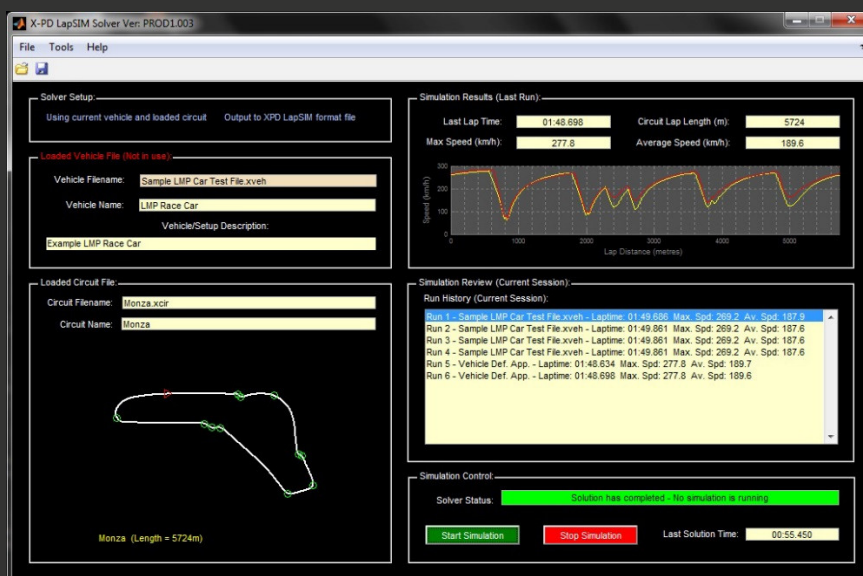 X-PD LapSIM Solver Ver: PROD1.003
File Tools Help
Solver Setup:
Using current vehicle and loaded circuit Output to XPD LapSIM format file
Loaded Vehicle File (Not in use):
Vehicle Filename: Sample LMP Car Test File.xveh
Vehicle Name: LMP Race Car
Vehicle/Setup Description:
Example LMP Race Car
Loaded Circuit File:
Circuit Filename: Monza.xcir
Circuit Name: Monza
Monza (Length = 5724m)
Simulation Results (Last Run):
Last Lap Time: 01:48.698 Circuit Lap Length (m): 5724
Max Speed (km/h): 277.8 Average Speed (km/h): 189.6
300
200
100
0
Speed (km/h)
0 1000 2000 3000 4000 5000
Lap Distance (metres)
Simulation Review (Current Session):
Run History (Current Session):
Run 1 - Sample LMP Car Test File.xveh - Laptime: 01:49.686 Max. Spd: 269.2 Av. Spd: 187.9
Run 2 - Sample LMP Car Test File.xveh - Laptime: 01:49.861 Max. Spd: 269.2 Av. Spd: 187.6
Run 3 - Sample LMP Car Test File.xveh - Laptime: 01:49.861 Max. Spd: 269.2 Av. Spd: 187.6
Run 4 - Sample LMP Car Test File.xveh - Laptime: 01:49.861 Max. Spd: 269.2 Av. Spd: 187.6
Run 5 - Vehicle Def. App. - Laptime: 01:48.634 Max. Spd: 277.8 Av. Spd: 189.7
Run 6 - Vehicle Def. App. - Laptime: 01:48.698 Max. Spd: 277.8 Av. Spd: 189.6
Simulation Control:
Solver Status: Solution has completed - No simulation is running
Start Simulation Stop Simulation Last Solution Time: 00:55.450